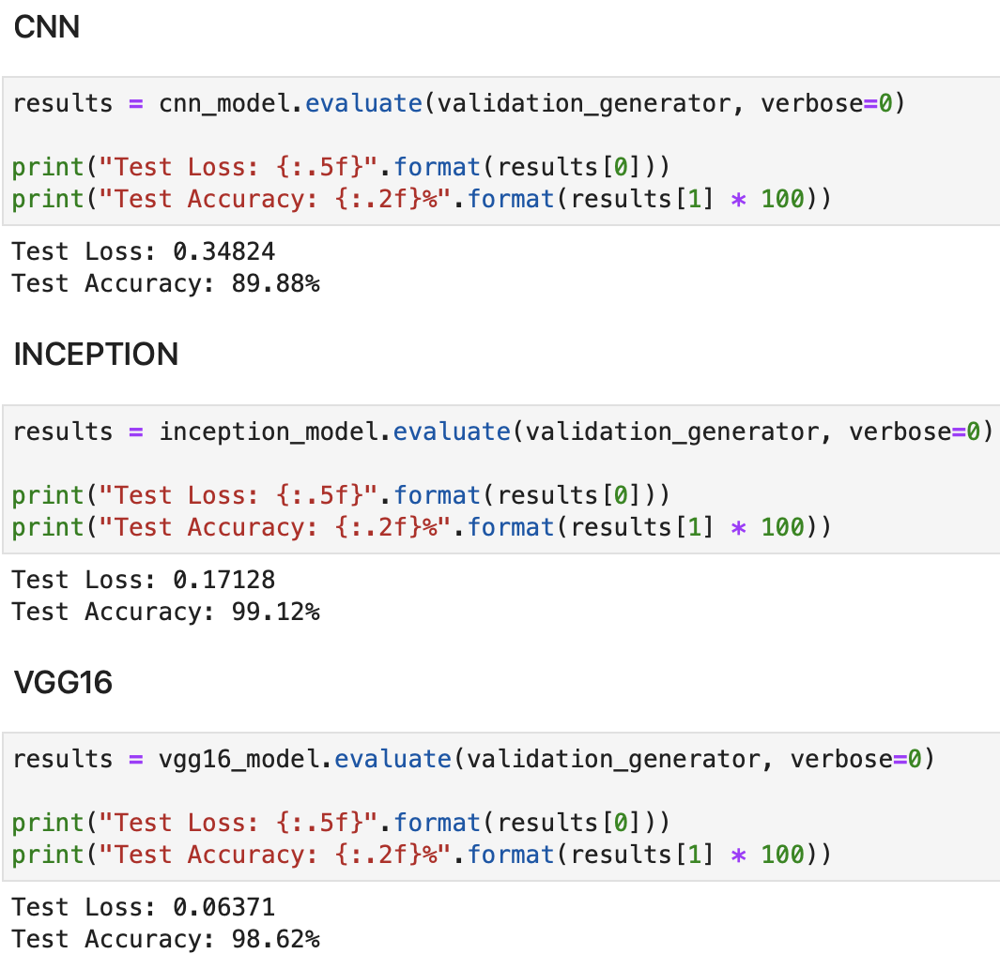 CNN
results = cnn_model.evaluate(validation_generator, verbose=0)
print("Test Loss: {:.5f}".format(results[0]))
print("Test Accuracy: {:.2f}%".format(results[1] * 100))
Test Loss: 0.34824
Test Accuracy: 89.88%
INCEPTION
results = inception_model.evaluate(validation_generator, verbose=0)
print("Test Loss: {:.5f}".format(results[0]))
print("Test Accuracy: {:.2f}%".format(results[1] * 100))
Test Loss: 0.17128
Test Accuracy: 99.12%
VGG16
results = vgg16_model.evaluate(validation_generator, verbose=0)
print("Test Loss: {:.5f}".format(results[0]))
print("Test Accuracy: {:.2f}%".format(results[1] * 100))
Test Loss: 0.06371
Test Accuracy: 98.62%